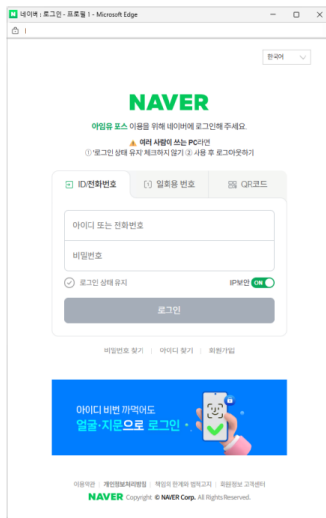 네이버 : 로그인 - 프로필 1 - Microsoft Edge
한국어
NAVER
아임유 포스 이용을 위해 네이버에 로그인해 주세요.
여러 사람이 쓰는 PC라면
① '로그인 상태 유지' 체크하지 않기 ② 사용 후 로그아웃하기
ID/전화번호
일회용 번호
QR코드
아이디 또는 전화번호
비밀번호
로그인 상태 유지
IP보안 ON
로그인
비밀번호 찾기 | 아이디 찾기 | 회원가입
아이디 비번 까먹어도
얼굴·지문으로 로그인
이용약관 | 개인정보처리방침 | 책임의 한계와 법적고지 | 회원정보 고객센터
NAVER Copyright © NAVER Corp. All Rights Reserved.